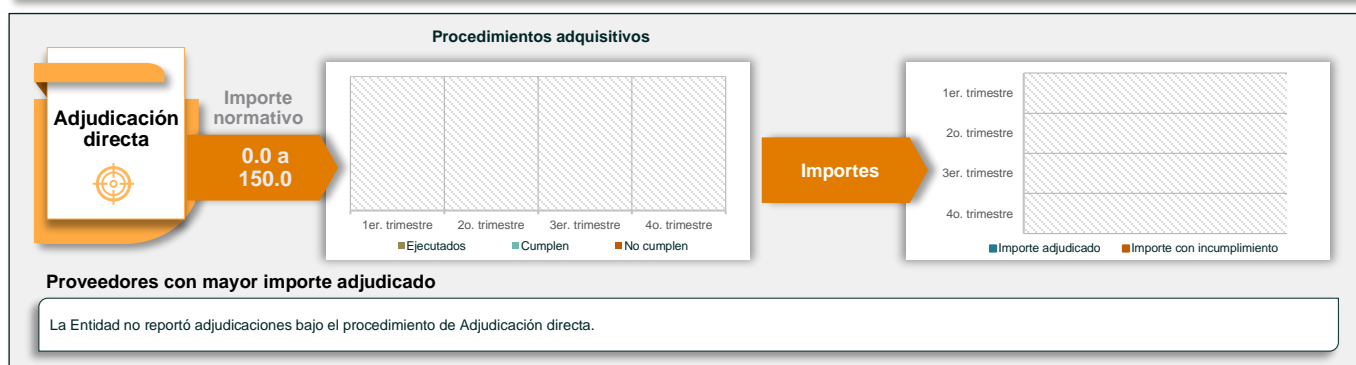 Procedimientos adquisitivos
Adjudicación
directa
Importe
normativo
0.0 a
150.0
1er. trimestre 2o. trimestre 3er. trimestre 4o. trimestre
Ejecutados Cumplen No cumplen
Importes
1er. trimestre
2o. trimestre
3er. trimestre
4o. trimestre
Importe adjudicado Importe con incumplimiento
Proveedores con mayor importe adjudicado
La Entidad no reportó adjudicaciones bajo el procedimiento de Adjudicación directa.